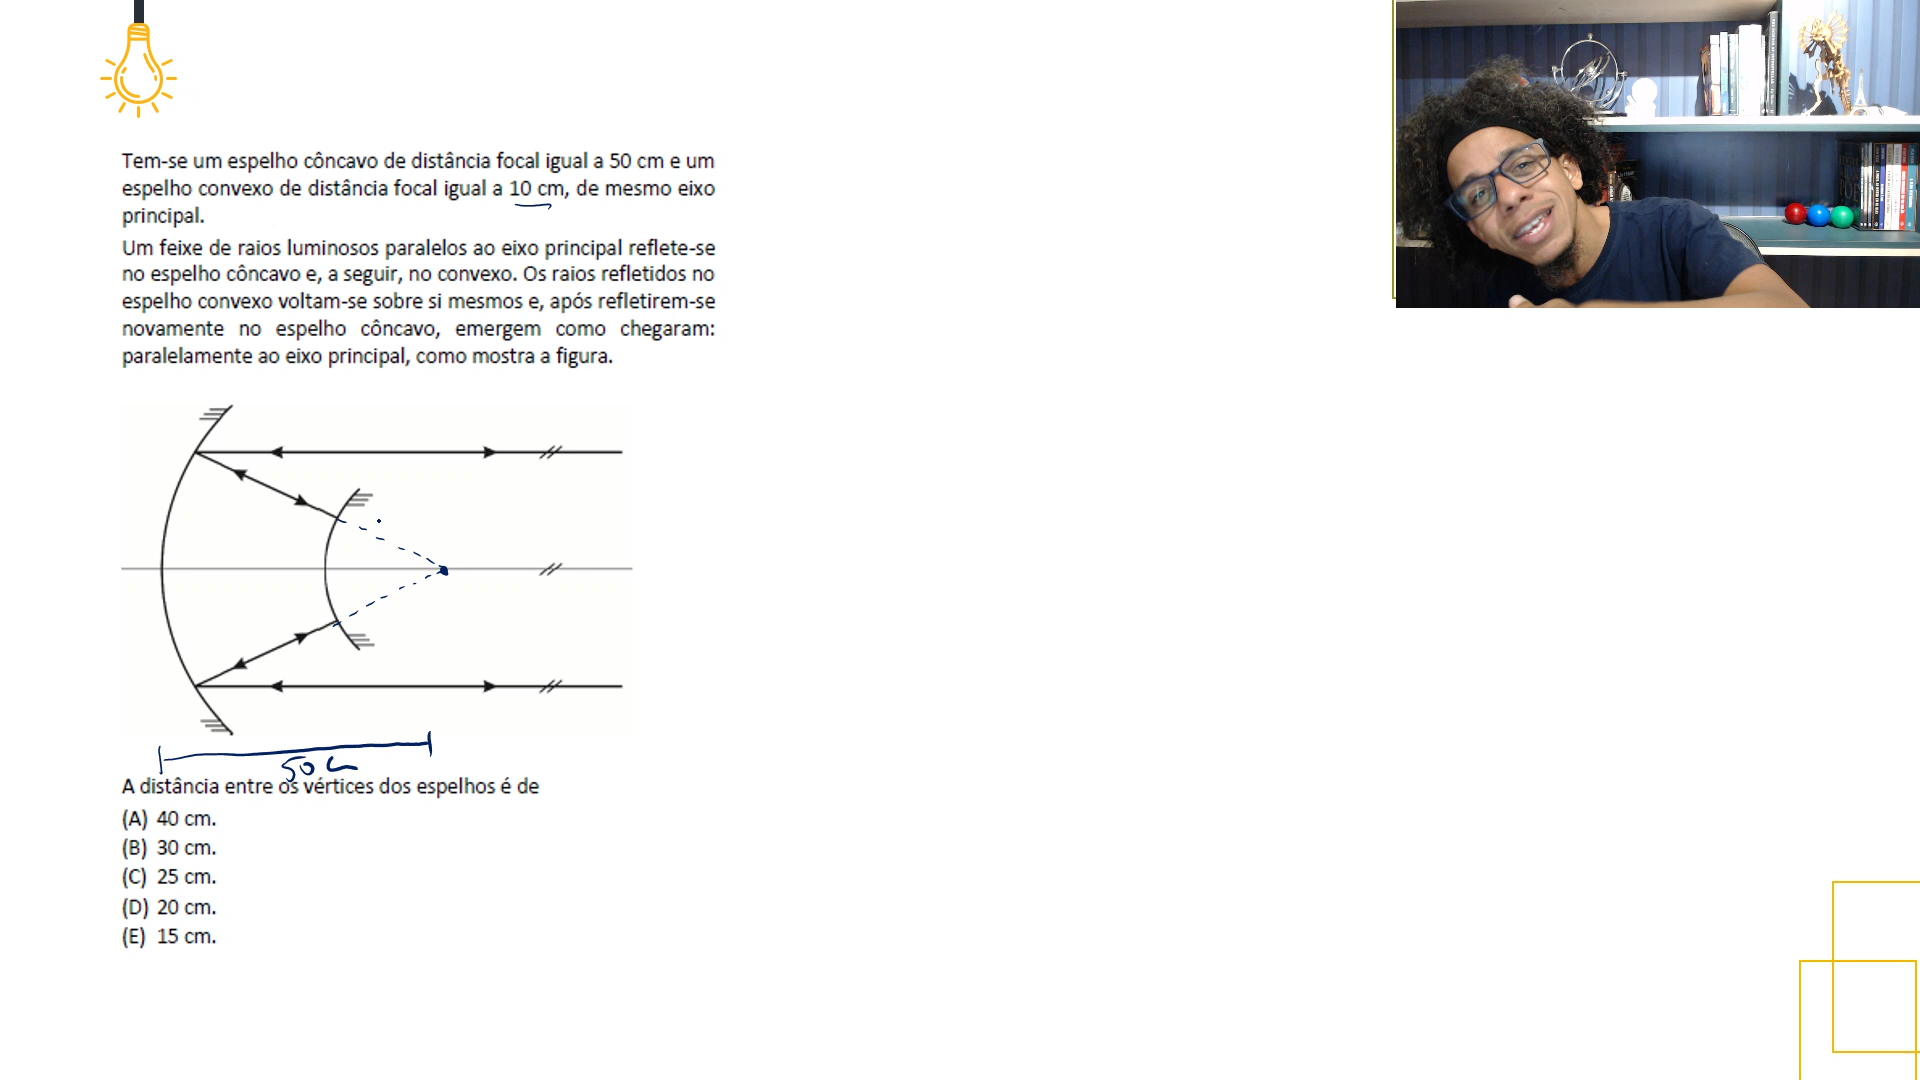 Tem-se um espelho côncavo de distância focal igual a 50 cm e um
espelho convexo de distância focal igual a 10 cm, de mesmo eixo
principal.
Um feixe de raios luminosos paralelos ao eixo principal reflete-se
no espelho côncavo e, a seguir, no convexo. Os raios refletidos no
espelho convexo voltam-se sobre si mesmos e, após refletirem-se
novamente no espelho côncavo, emergem como chegaram:
paralelamente ao eixo principal, como mostra a figura.
50 c
A distância entre os vértices dos espelhos é de
(A) 40 cm.
(B) 30 cm.
(C) 25 cm.
(D) 20 cm.
(E) 15 cm.